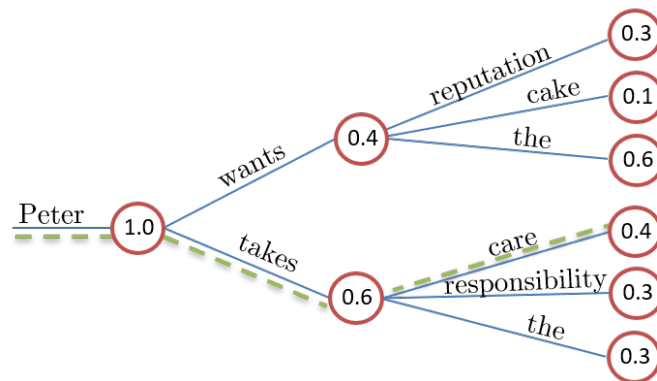 0.3
reputation
cake
0.1
0.4
the
wants
0.6
Peter
1.0
takes
care
0.4
responsibility
0.6
0.3
the
0.3